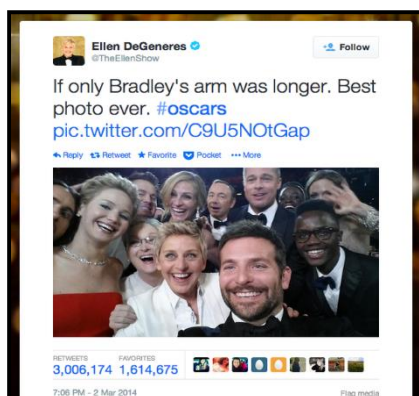 Ellen DeGeneres
@TheEllenShow
Follow
If only Bradley's arm was longer. Best
photo ever. #oscars
pic.twitter.com/C9U5NOtGap
Reply Retweet Favorite Pocket More
RETWEETS FAVORITES
3,006,174 1,614,675
7:06 PM - 2 Mar 2014 Flag media